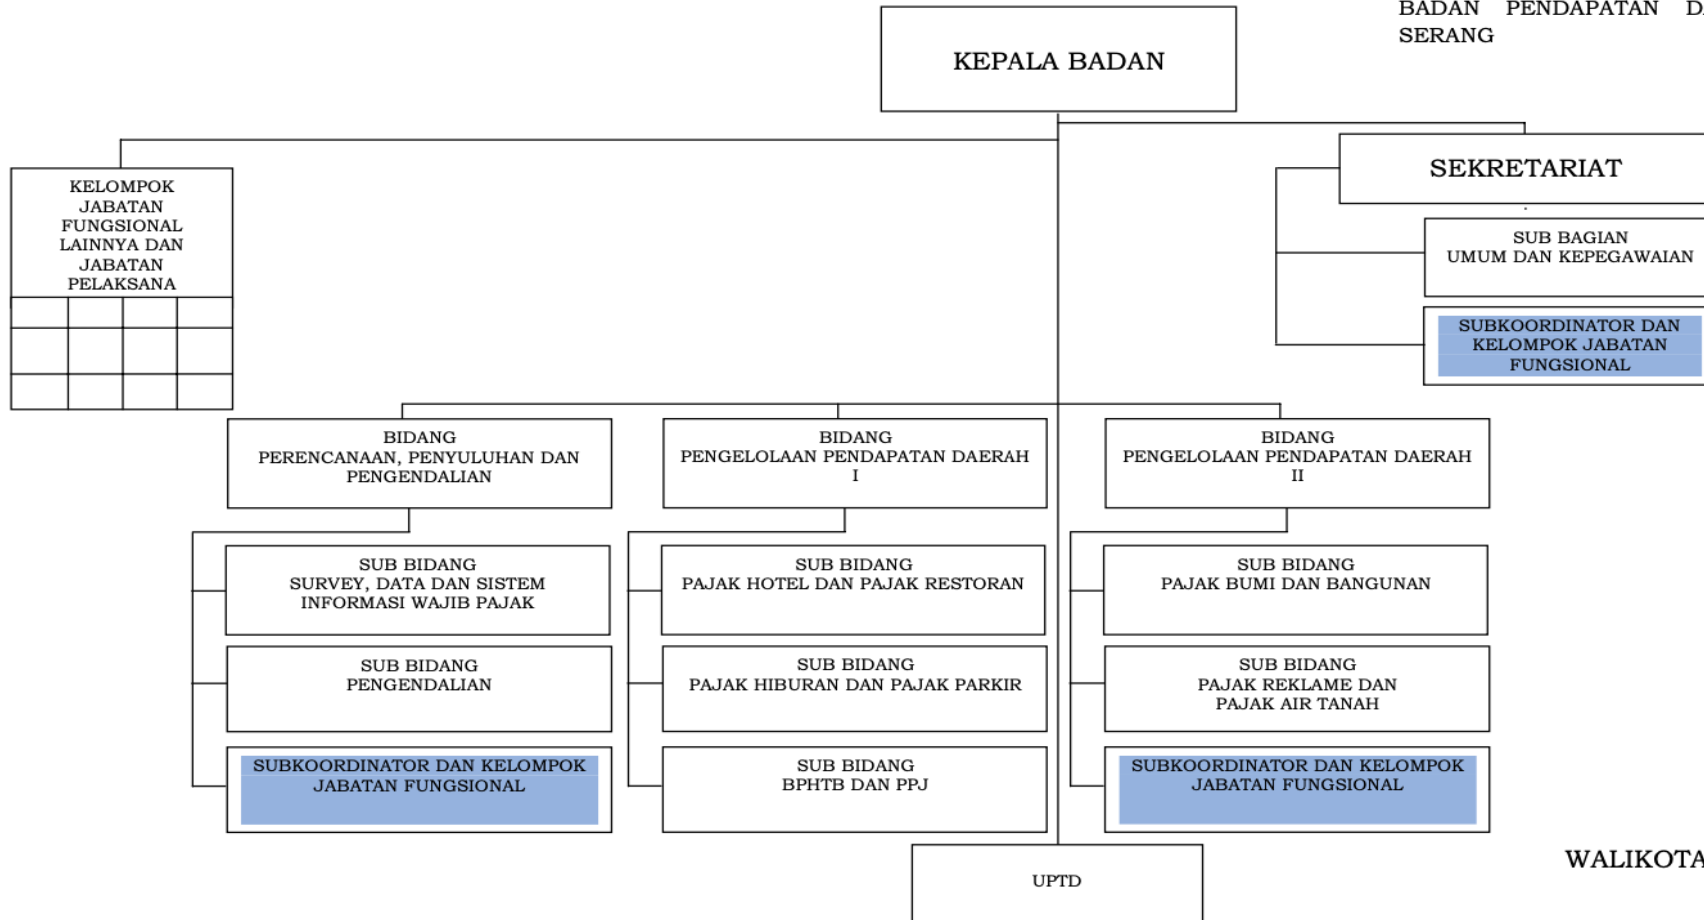 BADAN PENDAPATAN
SERANG
KEPALA BADAN
SEKRETARIAT
KELOMPOK
JABATAN
FUNGSIONAL
LAINNYA DAN
JABATAN
PELAKSANA
SUB BAGIAN
UMUM DAN KEPEGAWAIAN
SUBKOORDINATOR DAN
KELOMPOK JABATAN
FUNGSIONAL
BIDANG
PERENCANAAN, PENYULUHAN DAN
PENGENDALIAN
BIDANG
PENGELOLAAN PENDAPATAN DAERAH
I
BIDANG
PENGELOLAAN PENDAPATAN DAERAH
II
SUB BIDANG
SURVEY, DATA DAN SISTEM
INFORMASI WAJIB PAJAK
SUB BIDANG
PAJAK HOTEL DAN PAJAK RESTORAN
SUB BIDANG
PAJAK BUMI DAN BANGUNAN
SUB BIDANG
PENGENDALIAN
SUB BIDANG
PAJAK HIBURAN DAN PAJAK PARKIR
SUB BIDANG
PAJAK REKLAME DAN
PAJAK AIR TANAH
SUBKOORDINATOR DAN KELOMPOK
JABATAN FUNGSIONAL
SUB BIDANG
BPHTB DAN PPJ
SUBKOORDINATOR DAN KELOMPOK
JABATAN FUNGSIONAL
UPTD
WALIKOTA